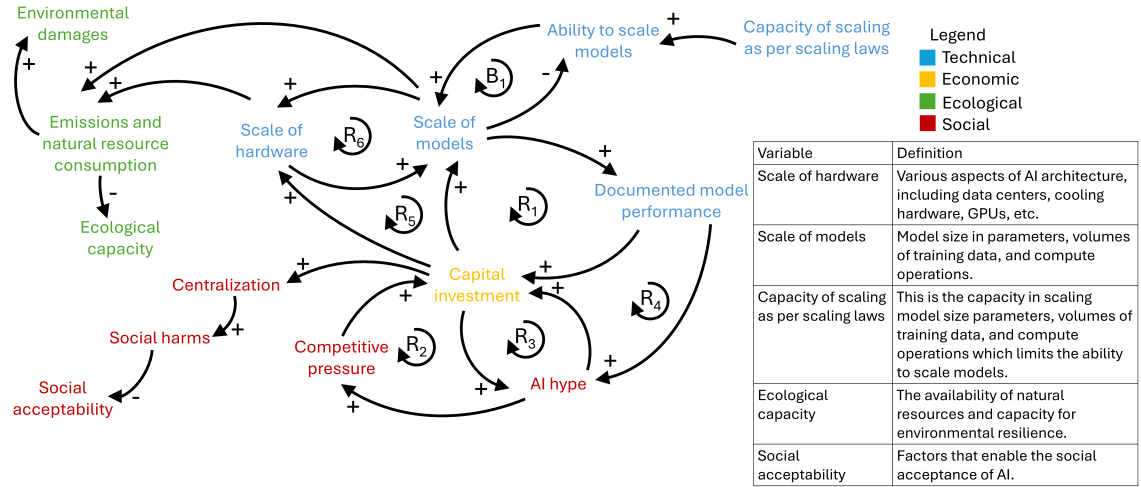 Environmental
damages
+
Emissions and
natural resource
consumption
+
+
-
Ecological
capacity
Scale of
hardware
+
R6
+
Scale of
models
+
B1
-
Ability to scale
models
+
Capacity of scaling
as per scaling laws
+
Documented model
performance
+
R5
+
R1
Capital
investment
+
+
+
Centralization
+
Social harms
-
Social
acceptability
+
R2
Competitive
pressure
+
R3
+
AI hype
R4
+
Legend
Technical
Economic
Ecological
Social
Variable
Definition
Scale of hardware
Various aspects of AI architecture,
including data centers, cooling
hardware, GPUs, etc.
Scale of models
Model size in parameters, volumes
of training data, and compute
operations.
Capacity of scaling
as per scaling laws
This is the capacity in scaling
model size parameters, volumes of
training data, and compute
operations which limits the ability
to scale models.
Ecological
capacity
The availability of natural
resources and capacity for
environmental resilience.
Social
acceptability
Factors that enable the social
acceptance of AI.